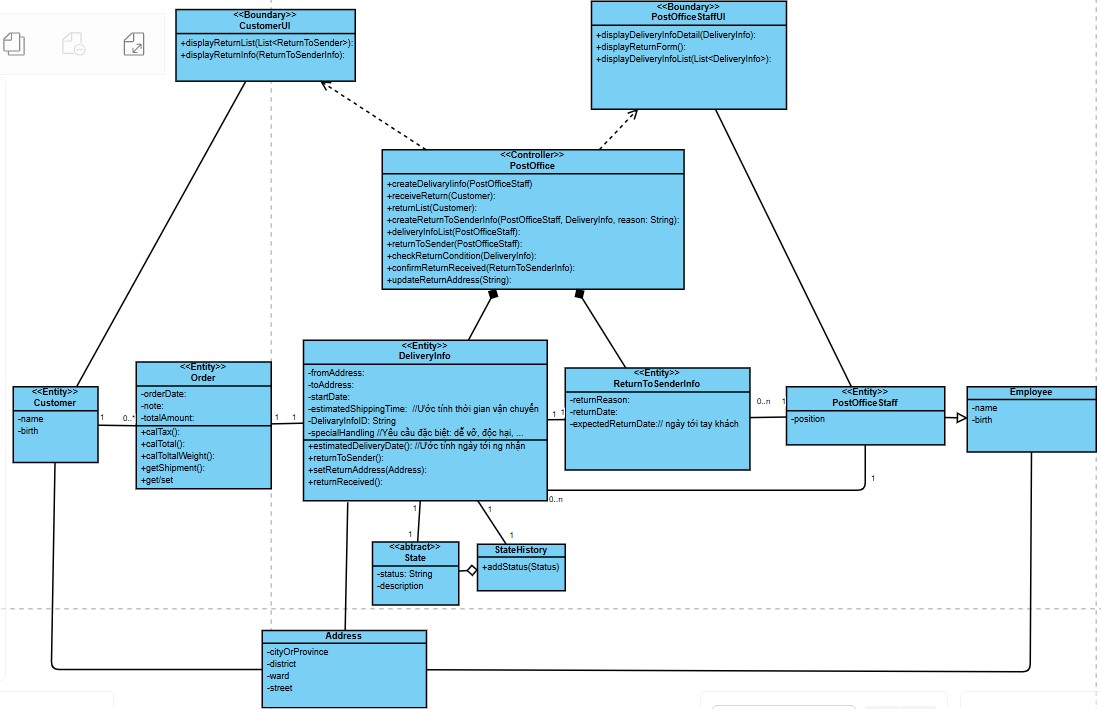 <<Boundary>>
CustomerUI
+displayReturnList(List<ReturnToSender>):
+displayReturnInfo(ReturnToSenderInfo):
<<Boundary>>
PostOfficeStaffUI
+displayDeliveryInfoDetail(DeliveryInfo):
+displayReturnForm():
+displayDeliveryInfoList(List<DeliveryInfo>):
<<Controller>>
PostOffice
+createDelivaryIinfo(PostOfficeStaff)
+receiveReturn(Customer):
+returnList(Customer):
+createReturnToSenderInfo(PostOfficeStaff, DeliveryInfo, reason: String):
+deliveryInfoList(PostOfficeStaff):
+returnToSender(PostOfficeStaff):
+checkReturnCondition(DeliveryInfo):
+confirmReturnReceived(ReturnToSenderInfo):
+updateReturnAddress(String):
<<Entity>>
Customer
-name
-birth
1
0..*
<<Entity>>
Order
-orderDate:
-note:
-totalAmount:
+calTax():
+calTotal():
+calToltalWeight():
+getShipment():
+get/set
1
1
<<Entity>>
DeliveryInfo
-fromAddress:
-toAddress:
-startDate:
-estimatedShippingTime:  //Ước tính thời gian vận chuyển
-DelivaryInfoID: String
-specialHandling //Yêu cầu đặc biệt: dễ vỡ, độc hại, ...
+estimatedDeliveryDate(): //Ước tính ngày tới ng nhận
+returnToSender():
+setReturnAddress(Address):
+returnReceived():
1
1
<<Entity>>
ReturnToSenderInfo
-returnReason:
-returnDate:
-expectedReturnDate:// ngày tới tay khách
0..n
1
<<Entity>>
PostOfficeStaff
-position
Employee
-name
-birth
1
0..n
1
1
1
1
<<abtract>>
State
-status: String
-description
StateHistory
+addStatus(Status)
Address
-cityOrProvince
-district
-ward
-street